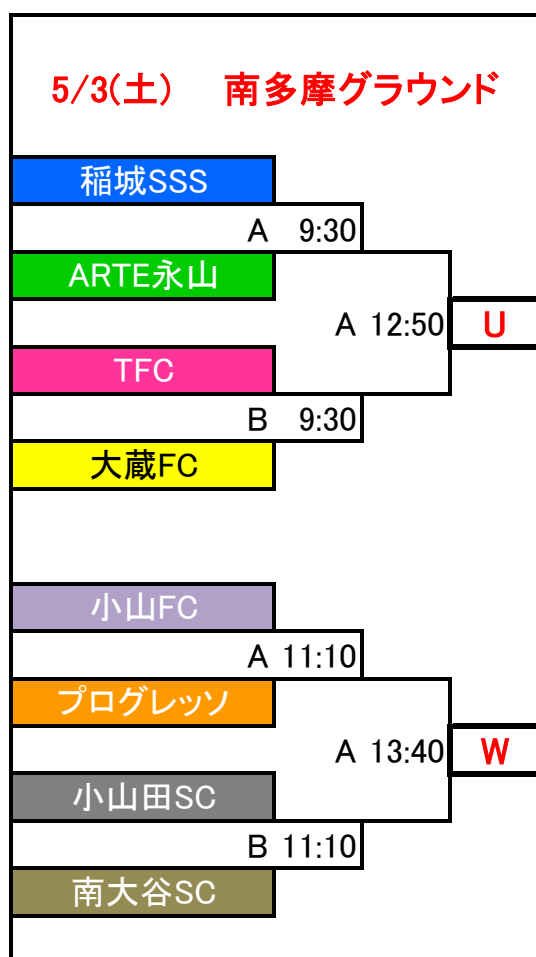 5/3(土)　南多摩グラウンド
稲城SSS
A 9:30
ARTE永山
A 12:50 U
TFC
B 9:30
大蔵FC
小山FC
A 11:10
プログレッソ
A 13:40 W
小山田SC
B 11:10
南大谷SC